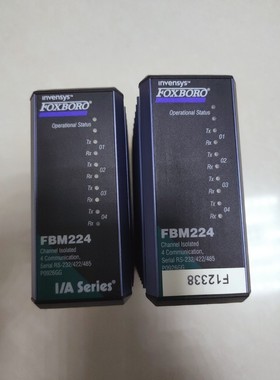 invensys
FOXBORO®
Operational Status
Tx
01
Rx
Tx
02
Rx
Tx
03
Rx
Tx
04
Rx
FBM224
Channel Isolated
4 Communication,
Serial RS-232/422/485
P0926GG
I/A Series®
invensys
FOXBORO®
Operational Status
Tx
01
Rx
Tx
02
Rx
Tx
03
Rx
Tx
04
Rx
FBM224
Channel Isolated
4 Communication,
Serial RS-232/422/485
P0926GG
F12338